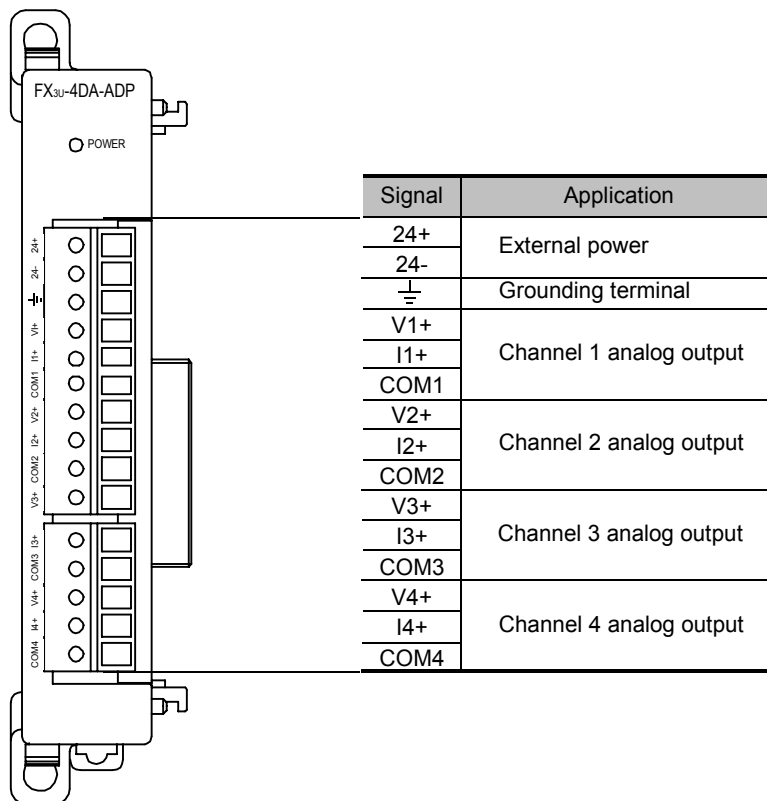 FX3U-4DA-ADP
POWER
24+
24-
V1+
I1+
COM1
V2+
I2+
COM2
V3+
I3+
COM3
V4+
I4+
COM4
Signal Application
24+
External power
24-
Grounding terminal
V1+
I1+ Channel 1 analog output
COM1
V2+
I2+ Channel 2 analog output
COM2
V3+
I3+ Channel 3 analog output
COM3
V4+
I4+ Channel 4 analog output
COM4